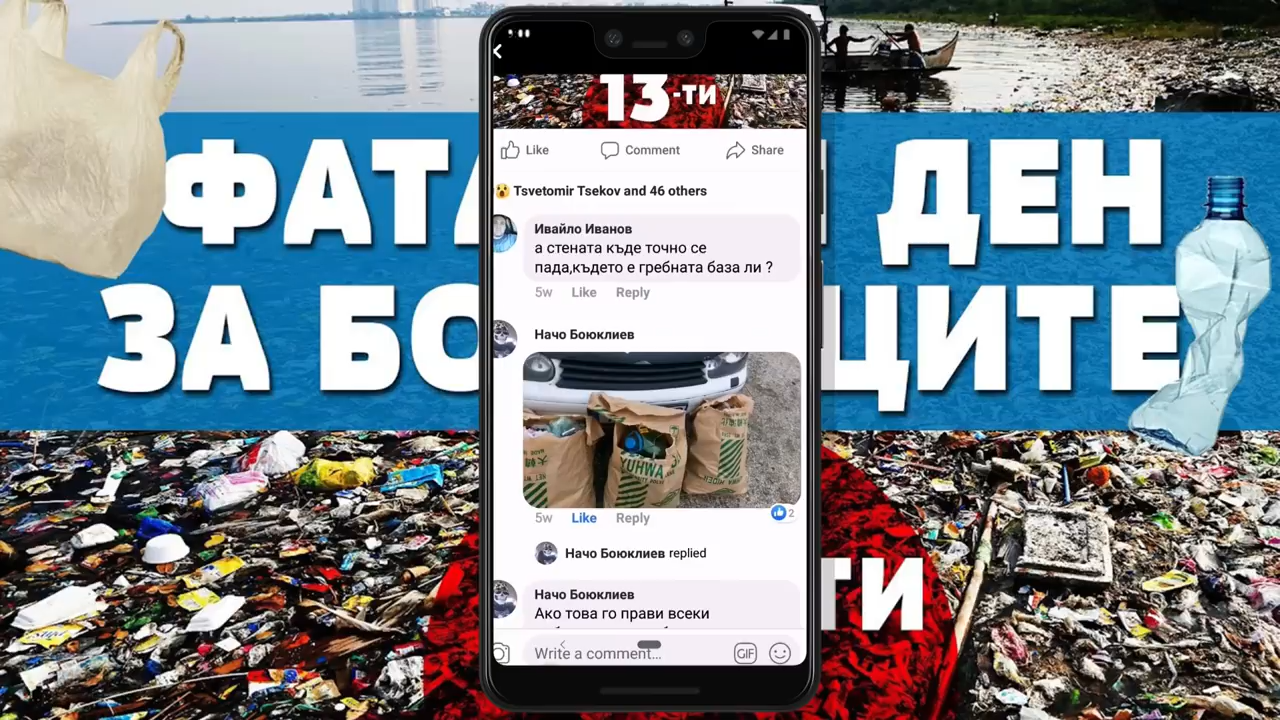 ФАТА
ДЕН
ЗА БО
ЦИТЕ
ТИ
13-ти
Like
Comment
Share
Tsvetomir Tsekov and 46 others
Ивайло Иванов
а стената къде точно се
пада,където е гребната база ли ?
5w Like Reply
Начо Боюклиев
YUHWA
5w Like Reply
2
Начо Боюклиев replied
Начо Боюклиев
Ако това го прави всеки
Write a comment...
GIF